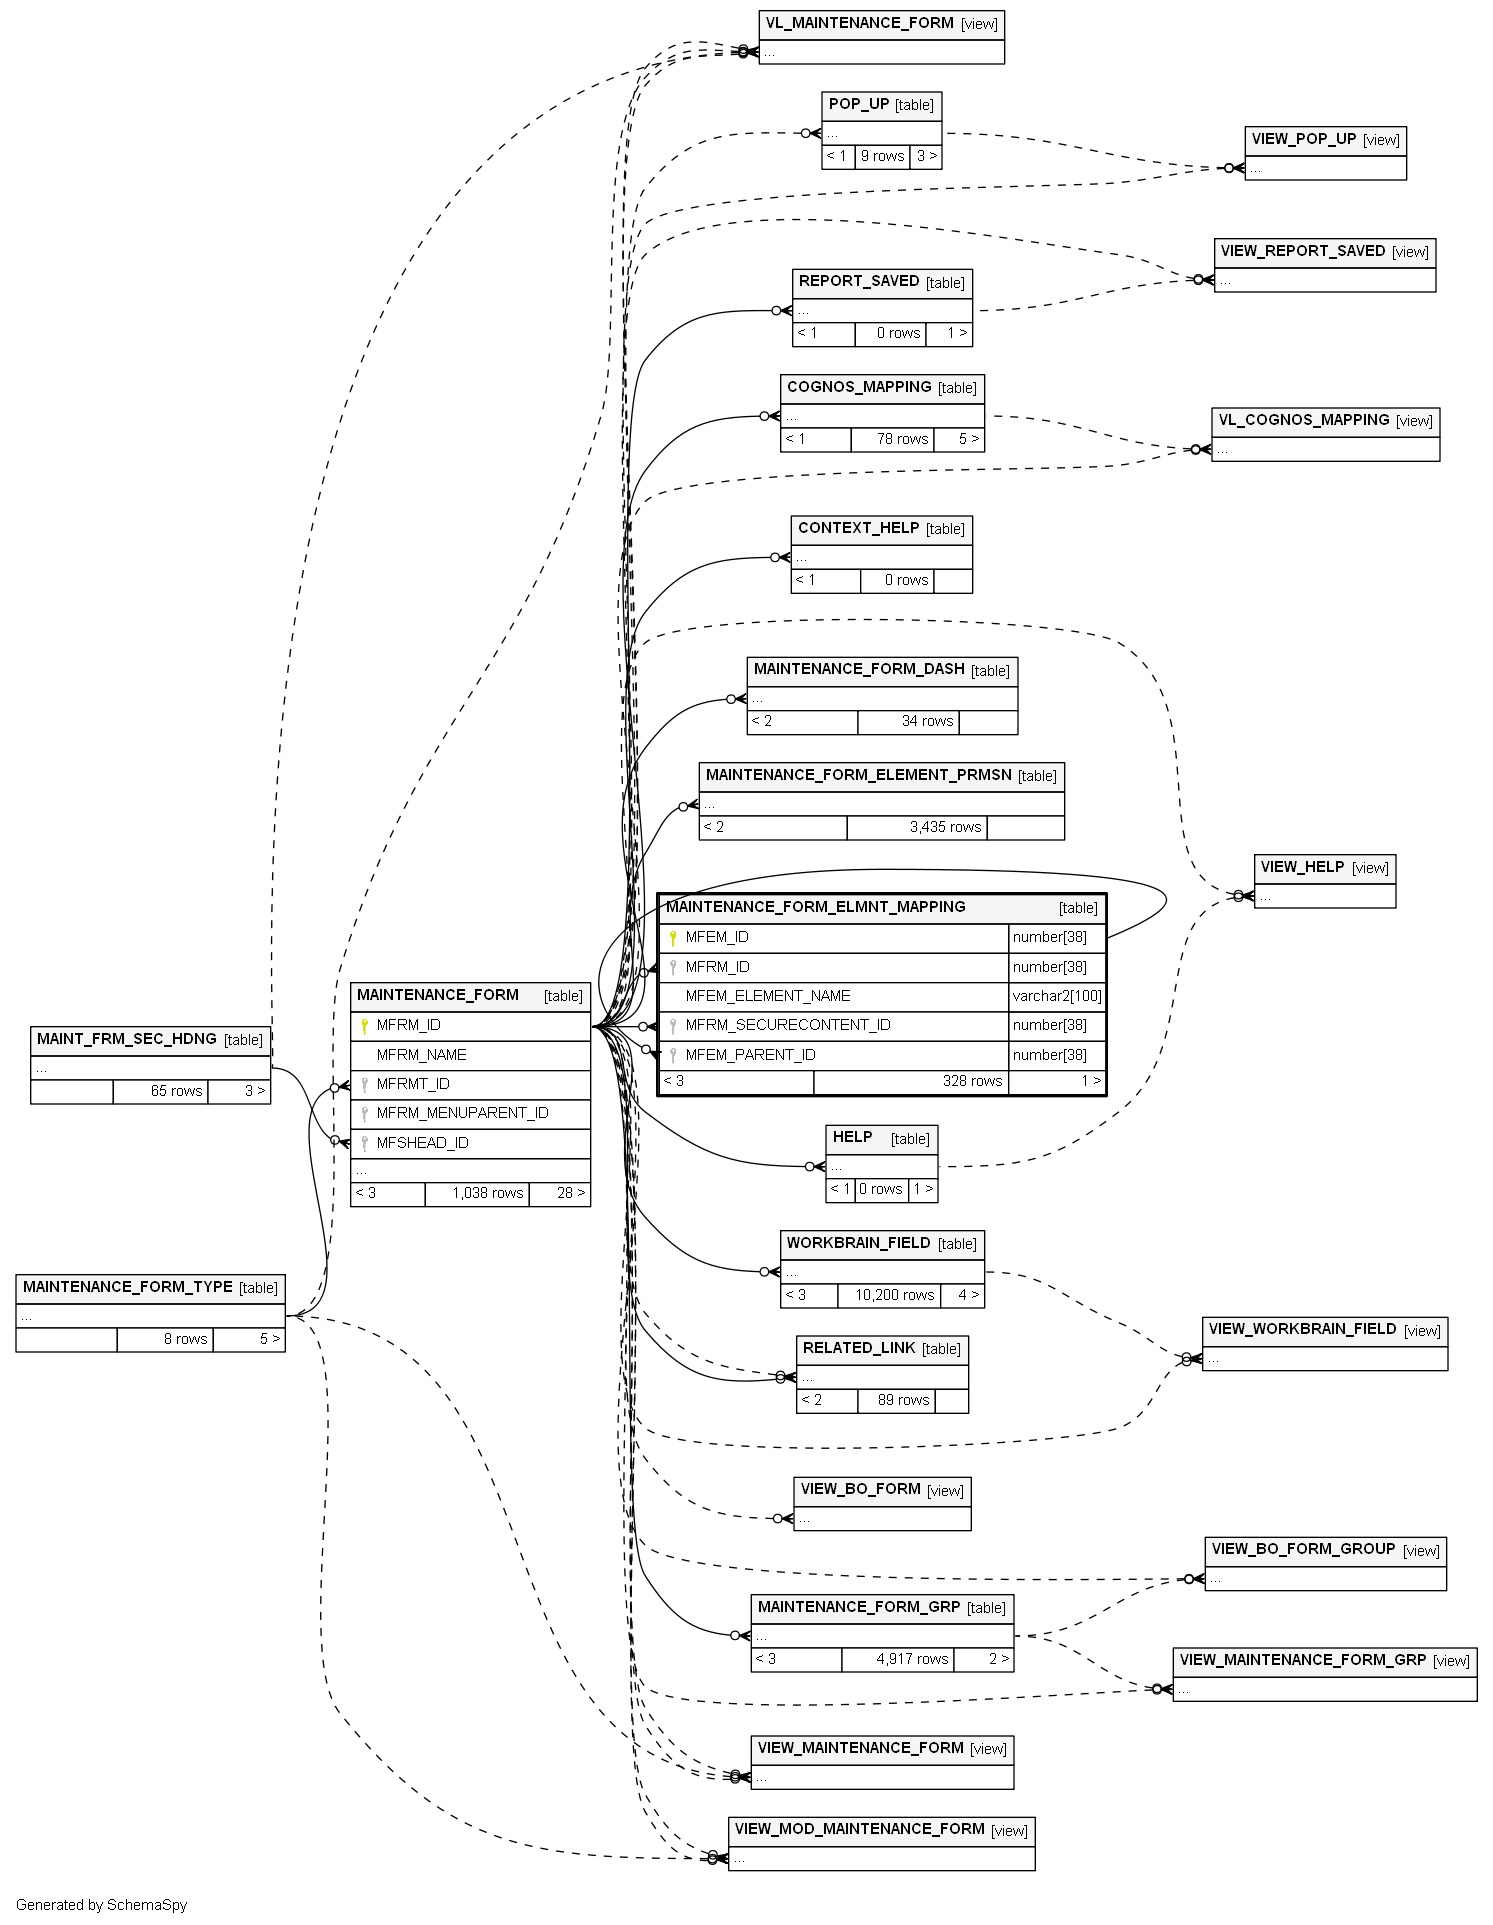 VL_MAINTENANCE_FORM [view]
...
POP_UP [table]
...
< 1 9 rows 3 >
VIEW_POP_UP [view]
...
VIEW_REPORT_SAVED [view]
...
REPORT_SAVED [table]
...
< 1 0 rows 1 >
COGNOS_MAPPING [table]
...
< 1 78 rows 5 >
VL_COGNOS_MAPPING [view]
...
CONTEXT_HELP [table]
...
< 1 0 rows
MAINTENANCE_FORM_DASH [table]
...
< 2 34 rows
MAINTENANCE_FORM_ELEMENT_PRMSN [table]
...
< 2 3,435 rows
VIEW_HELP [view]
...
MAINTENANCE_FORM_ELMNT_MAPPING [table]
MFEM_ID number[38]
MFRM_ID number[38]
MFEM_ELEMENT_NAME varchar2[100]
MFRM_SECURECONTENT_ID number[38]
MFEM_PARENT_ID number[38]
< 3 328 rows 1 >
MAINTENANCE_FORM [table]
MFRM_ID
MFRM_NAME
MFRMT_ID
MFRM_MENUPARENT_ID
MFSHEAD_ID
...
< 3 1,038 rows 28 >
MAINT_FRM_SEC_HDNG [table]
...
65 rows 3 >
HELP [table]
...
< 1 0 rows 1 >
WORKBRAIN_FIELD [table]
...
< 3 10,200 rows 4 >
MAINTENANCE_FORM_TYPE [table]
...
8 rows 5 >
VIEW_WORKBRAIN_FIELD [view]
...
RELATED_LINK [table]
...
< 2 89 rows
VIEW_BO_FORM [view]
...
VIEW_BO_FORM_GROUP [view]
...
MAINTENANCE_FORM_GRP [table]
...
< 3 4,917 rows 2 >
VIEW_MAINTENANCE_FORM_GRP [view]
...
VIEW_MAINTENANCE_FORM [view]
...
VIEW_MOD_MAINTENANCE_FORM [view]
...
Generated by SchemaSpy